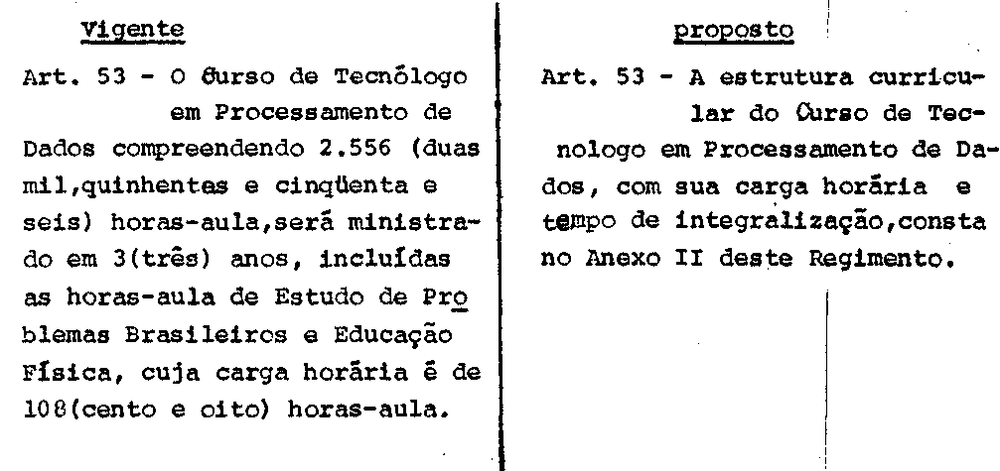 Vigente
Art. 53 - O Curso de Tecnólogo
em Processamento de
Dados compreendendo 2.556 (duas
mil,quinhentas e cinqüenta e
seis) horas-aula,será ministra-
do em 3(três) anos, incluídas
as horas-aula de Estudo de Pro
blemas Brasileiros e Educação
Física, cuja carga horária é de
108(cento e oito) horas-aula.
proposto
Art. 53 - A estrutura curricu-
lar do Curso de Tec-
nologo em Processamento de Da-
dos, com sua carga horária e
tempo de integralização,consta
no Anexo II deste Regimento.